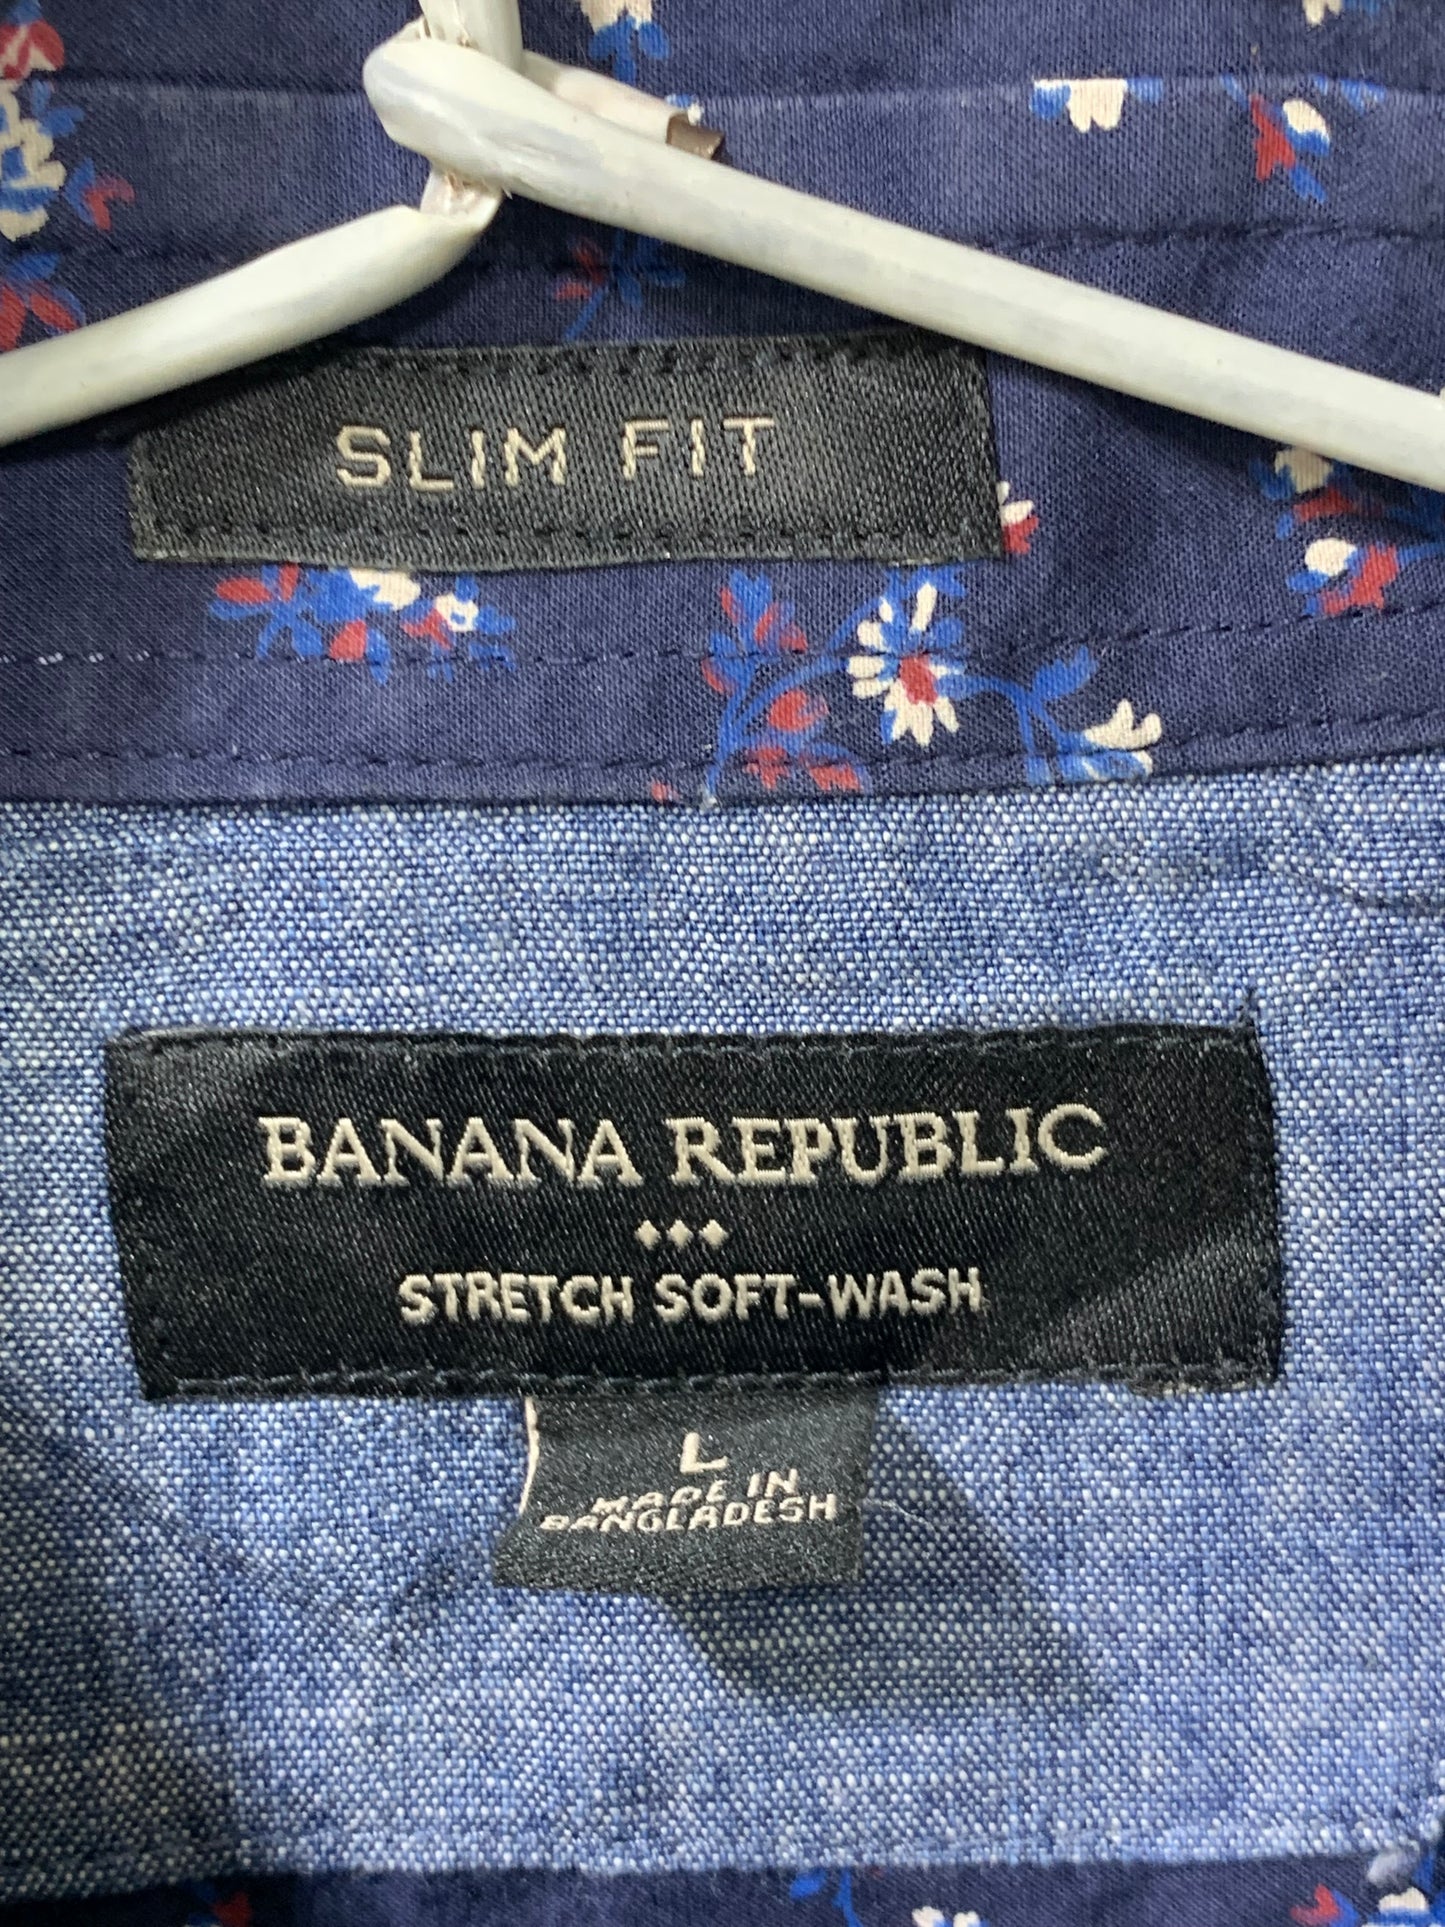 SLIM FIT
BANANA REPUBLIC
STRETCH SOFT-WASH
L
MADE IN
BANGLADESH